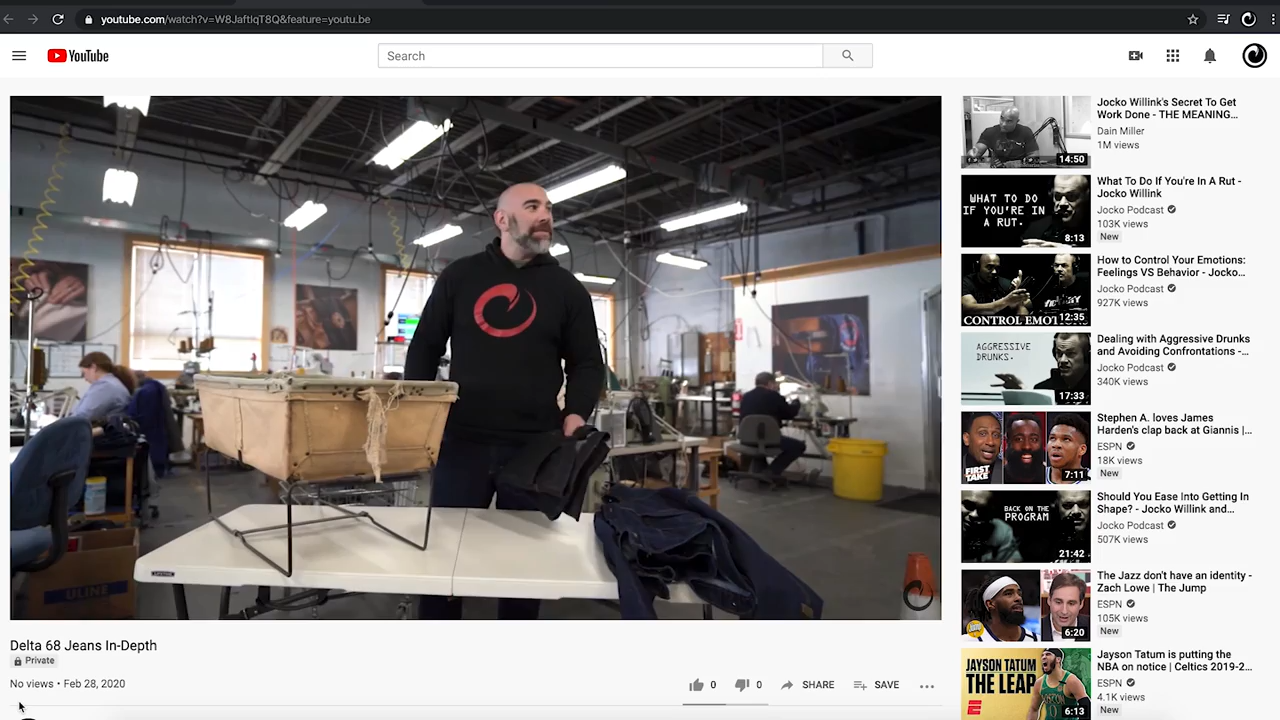 youtube.com/watch?v=W8JaftIqT8Q&feature=youtu.be
YouTube
Search
ULINE
LIFETIME
Delta 68 Jeans In-Depth
Private
No views • Feb 28, 2020
0
0
SHARE
SAVE
14:50
Jocko Willink's Secret To Get
Work Done - THE MEANING...
Dain Miller
1M views
WHAT TO DO
IF YOU'RE IN
A RUT.
8:13
What To Do If You're In A Rut -
Jocko Willink
Jocko Podcast
103K views
New
CONTROL EMOT
12:35
How to Control Your Emotions:
Feelings VS Behavior - Jocko...
Jocko Podcast
927K views
AGGRESSIVE
DRUNKS.
17:33
Dealing with Aggressive Drunks
and Avoiding Confrontations -...
Jocko Podcast
340K views
FIRST
TAKE
7:11
Stephen A. loves James
Harden's clap back at Giannis |...
ESPN
18K views
New
BACK ON THE
PROGRAM
21:42
Should You Ease Into Getting In
Shape? - Jocko Willink and...
Jocko Podcast
507K views
6:20
The Jazz don't have an identity -
Zach Lowe | The Jump
ESPN
105K views
New
JAYSON TATUM
THE LEAP
6:13
Jayson Tatum is putting the
NBA on notice | Celtics 2019-2...
ESPN
4.1K views
New